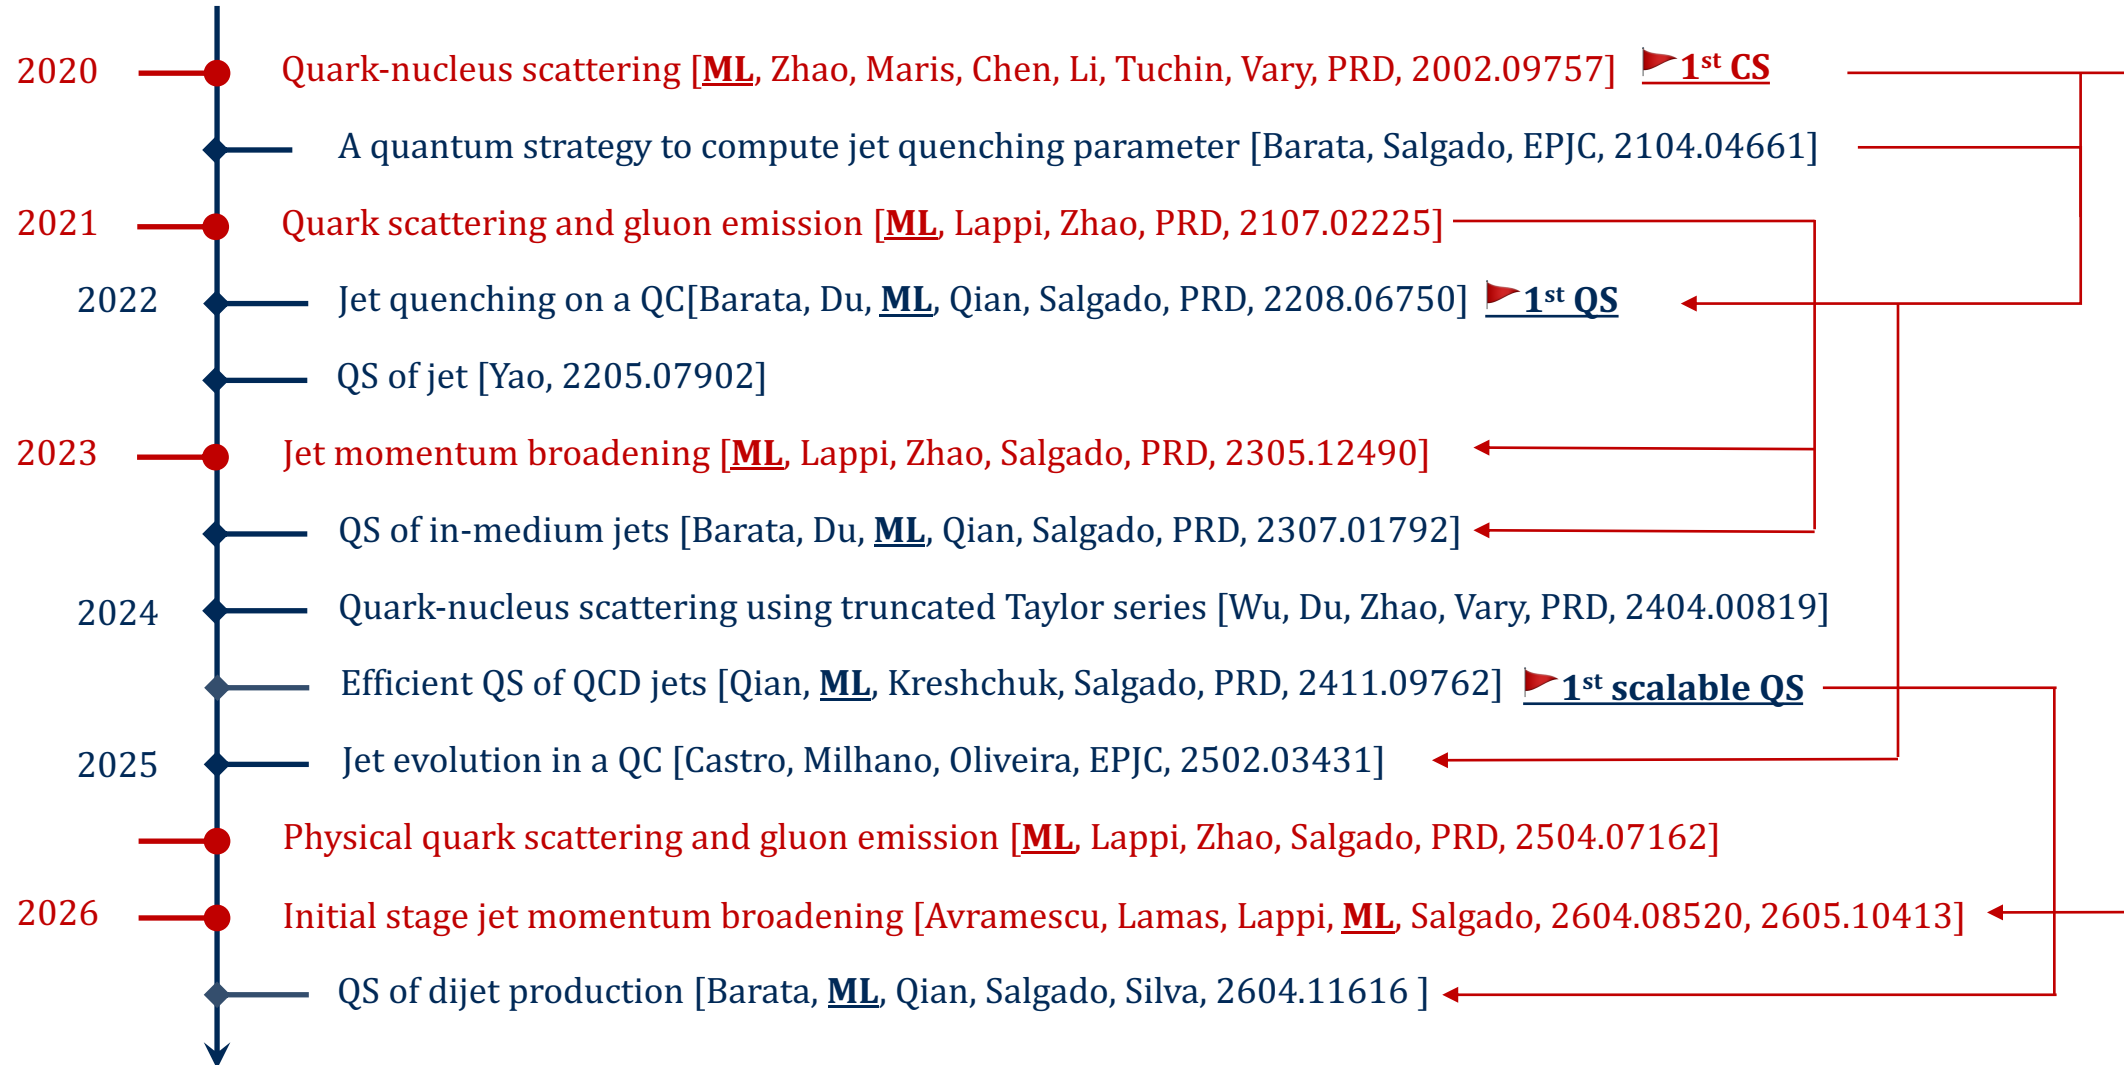 2020 Quark-nucleus scattering [ML, Zhao, Maris, Chen, Li, Tuchin, Vary, PRD, 2002.09757] 1st CS
A quantum strategy to compute jet quenching parameter [Barata, Salgado, EPJC, 2104.04661]
2021 Quark scattering and gluon emission [ML, Lappi, Zhao, PRD, 2107.02225]
2022 Jet quenching on a QC[Barata, Du, ML, Qian, Salgado, PRD, 2208.06750] 1st QS
QS of jet [Yao, 2205.07902]
2023 Jet momentum broadening [ML, Lappi, Zhao, Salgado, PRD, 2305.12490]
QS of in-medium jets [Barata, Du, ML, Qian, Salgado, PRD, 2307.01792]
2024 Quark-nucleus scattering using truncated Taylor series [Wu, Du, Zhao, Vary, PRD, 2404.00819]
Efficient QS of QCD jets [Qian, ML, Kreshchuk, Salgado, PRD, 2411.09762] 1st scalable QS
2025 Jet evolution in a QC [Castro, Milhano, Oliveira, EPJC, 2502.03431]
Physical quark scattering and gluon emission [ML, Lappi, Zhao, Salgado, PRD, 2504.07162]
2026 Initial stage jet momentum broadening [Avramescu, Lamas, Lappi, ML, Salgado, 2604.08520, 2605.10413]
QS of dijet production [Barata, ML, Qian, Salgado, Silva, 2604.11616 ]